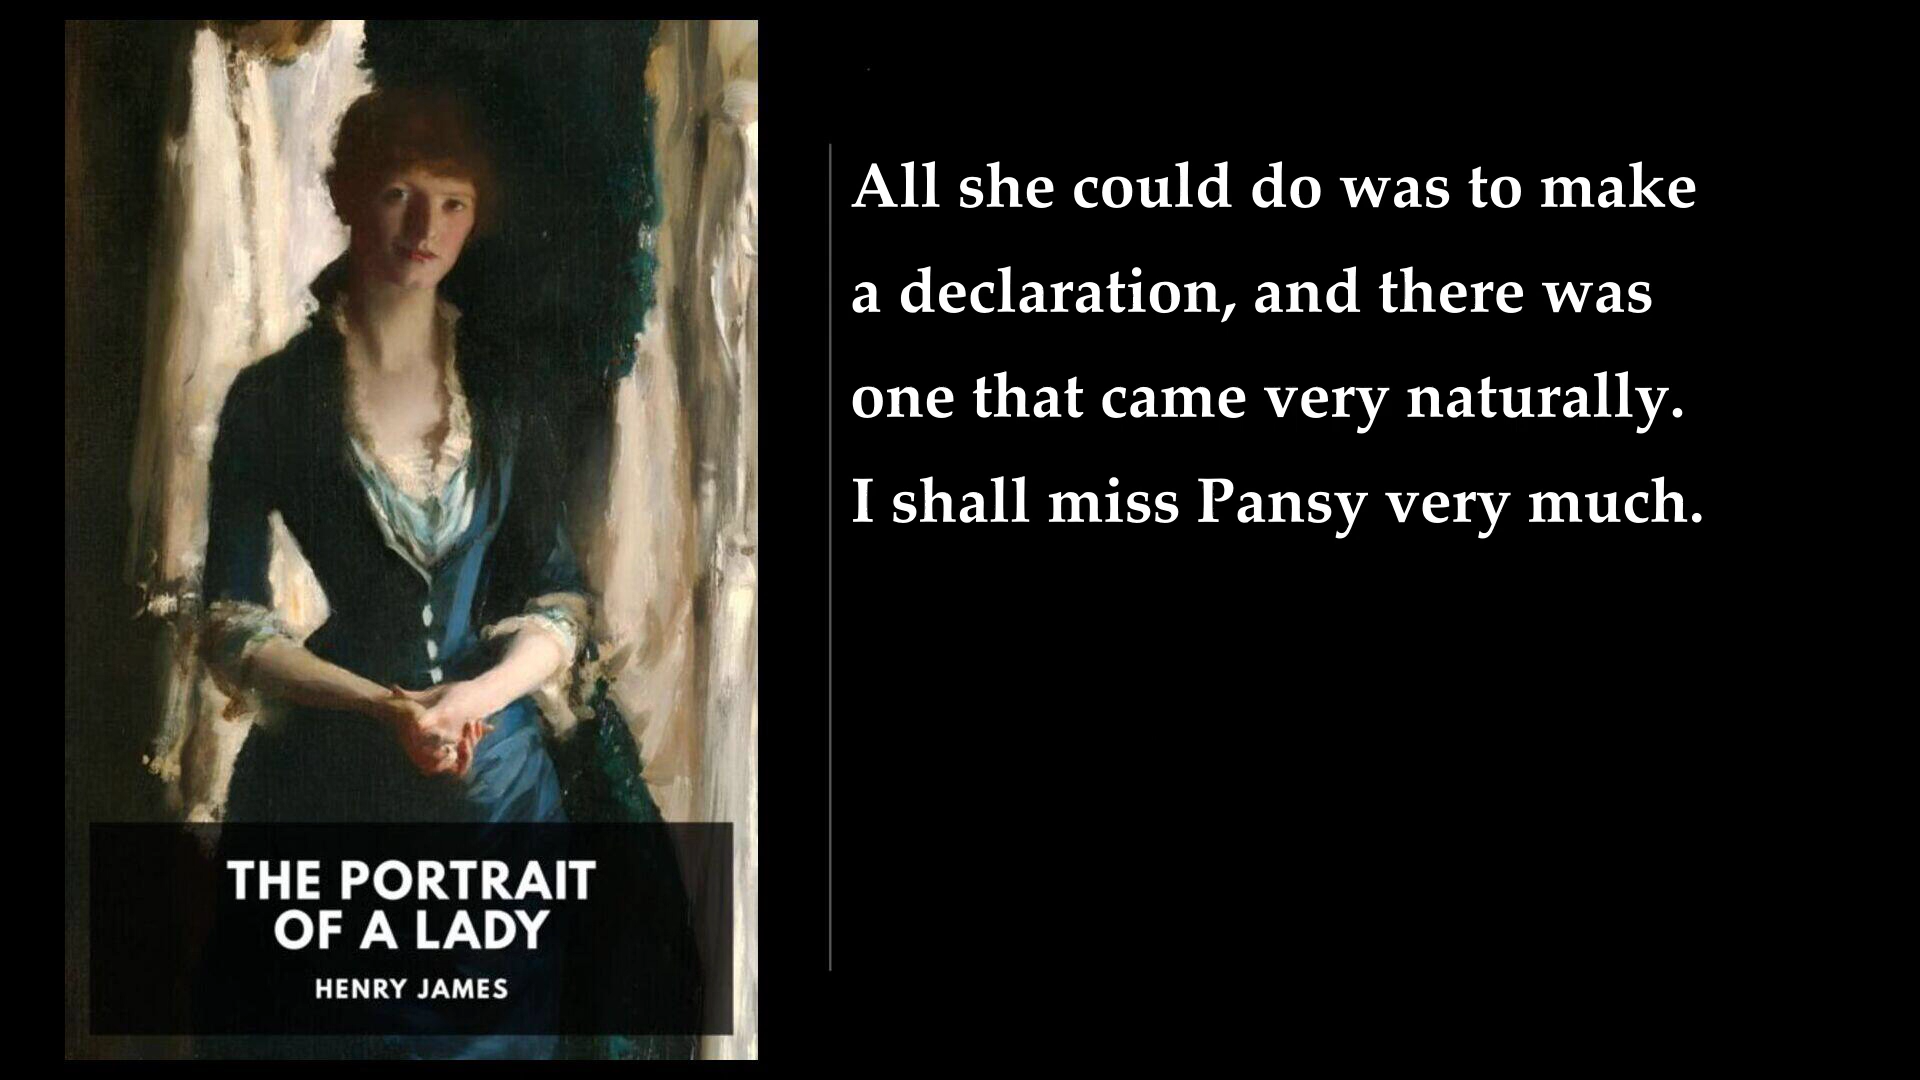 THE PORTRAIT
OF A LADY
HENRY JAMES
All she could do was to make
a declaration, and there was
one that came very naturally.
I shall miss Pansy very much.